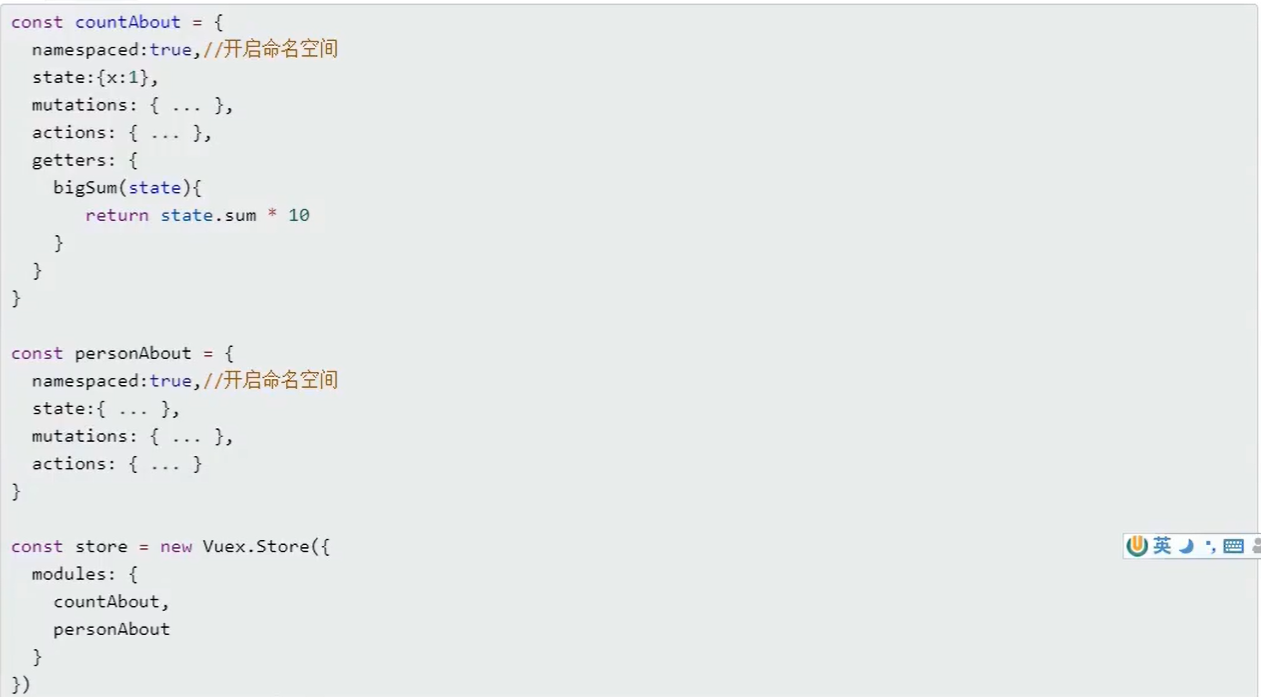 const countAbout = {
  namespaced:true,//开启命名空间
  state:{x:1},
  mutations: { ... },
  actions: { ... },
  getters: {
    bigSum(state){
       return state.sum * 10
    }
  }
}

const personAbout = {
  namespaced:true,//开启命名空间
  state:{ ... },
  mutations: { ... },
  actions: { ... }
}

const store = new Vuex.Store({
  modules: {
    countAbout,
    personAbout
  }
})
英